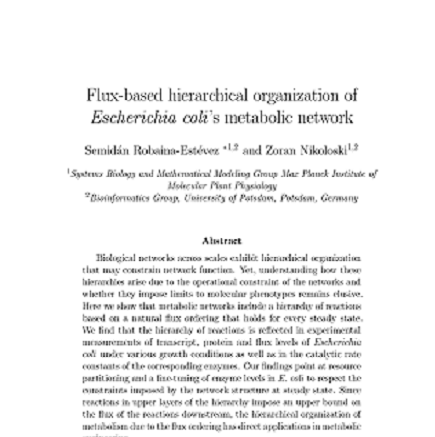 Flux-based hierarchical organization of
Escherichia coli's metabolic network
Semidán Robaina-Estévez *1,2 and Zoran Nikoloski1,2
1Systems Biology and Mathematical Modeling Group Max Planck Institute of
Molecular Plant Physiology
2Bioinformatics Group, University of Potsdam, Potsdam, Germany
Abstract
Biological networks across scales exhibit hierarchical organization
that may constrain network function. Yet, understanding how these
hierarchies arise due to the operational constraint of the networks and
whether they impose limits to molecular phenotypes remains elusive.
Here we show that metabolic networks include a hierarchy of reactions
based on a natural flux ordering that holds for every steady state.
We find that the hierarchy of reactions is reflected in experimental
measurements of transcript, protein and flux levels of Escherichia
coli under various growth conditions as well as in the catalytic rate
constants of the corresponding enzymes. Our findings point at resource
partitioning and a fine-tuning of enzyme levels in E. coli to respect the
constraints imposed by the network structure at steady state. Since
reactions in upper layers of the hierarchy impose an upper bound on
the flux of the reactions downstream, the hierarchical organization of
metabolism due to the flux ordering has direct applications in metabolic